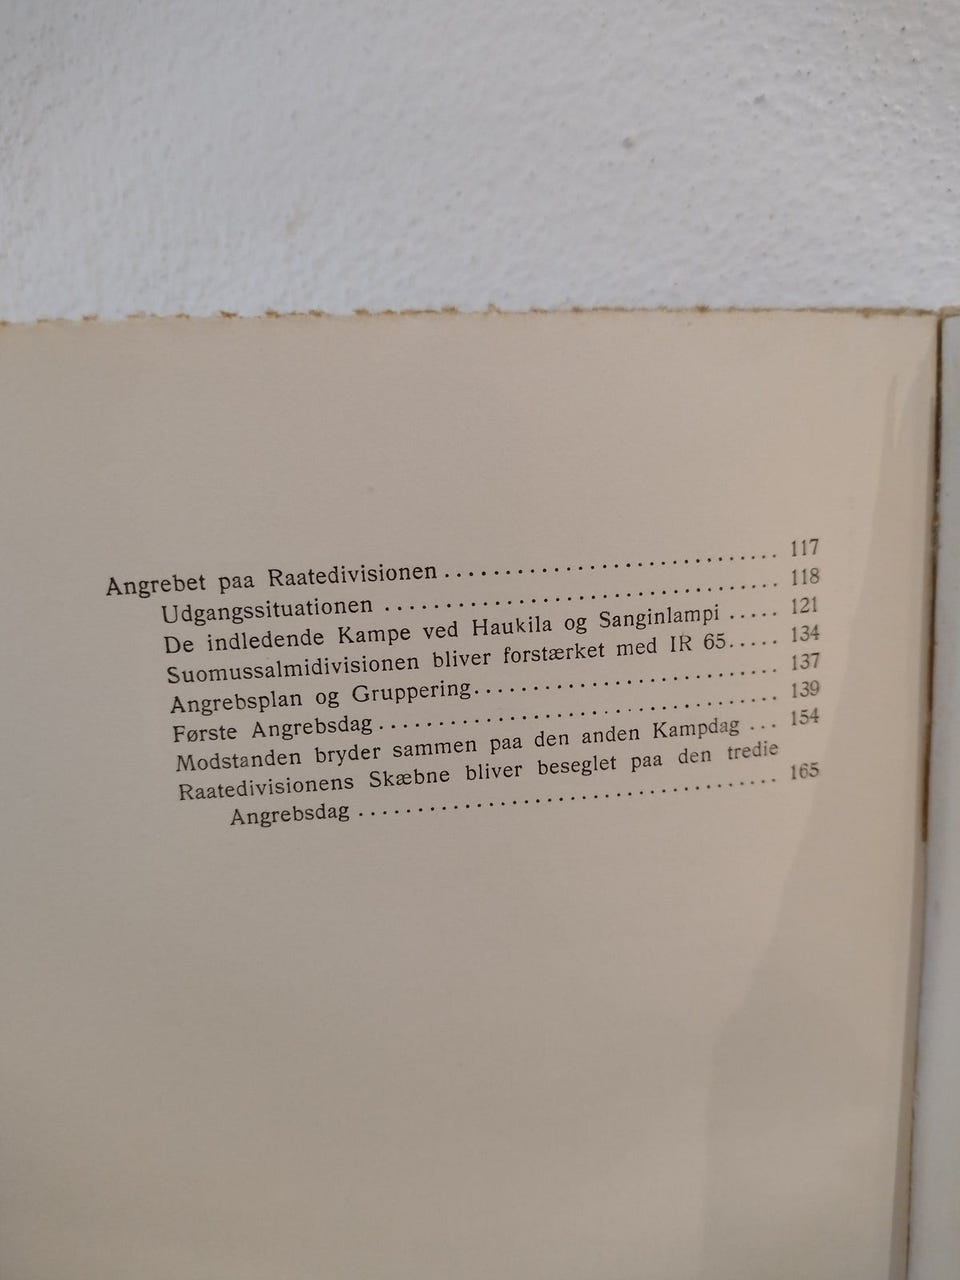 Angrebet paa Raatedivisionen .................................. 117
Udgangssituationen ....................................... 118
De indledende Kampe ved Haukila og Sanginlampi ..... 121
Suomussalmidivisionen bliver forstærket med IR 65..... 134
Angrebsplan og Gruppering.............................. 137
Første Angrebsdag........................................ 139
Modstanden bryder sammen paa den anden Kampdag ... 154
Raatedivisionens Skæbne bliver beseglet paa den tredie
Angrebsdag .......................................... 165